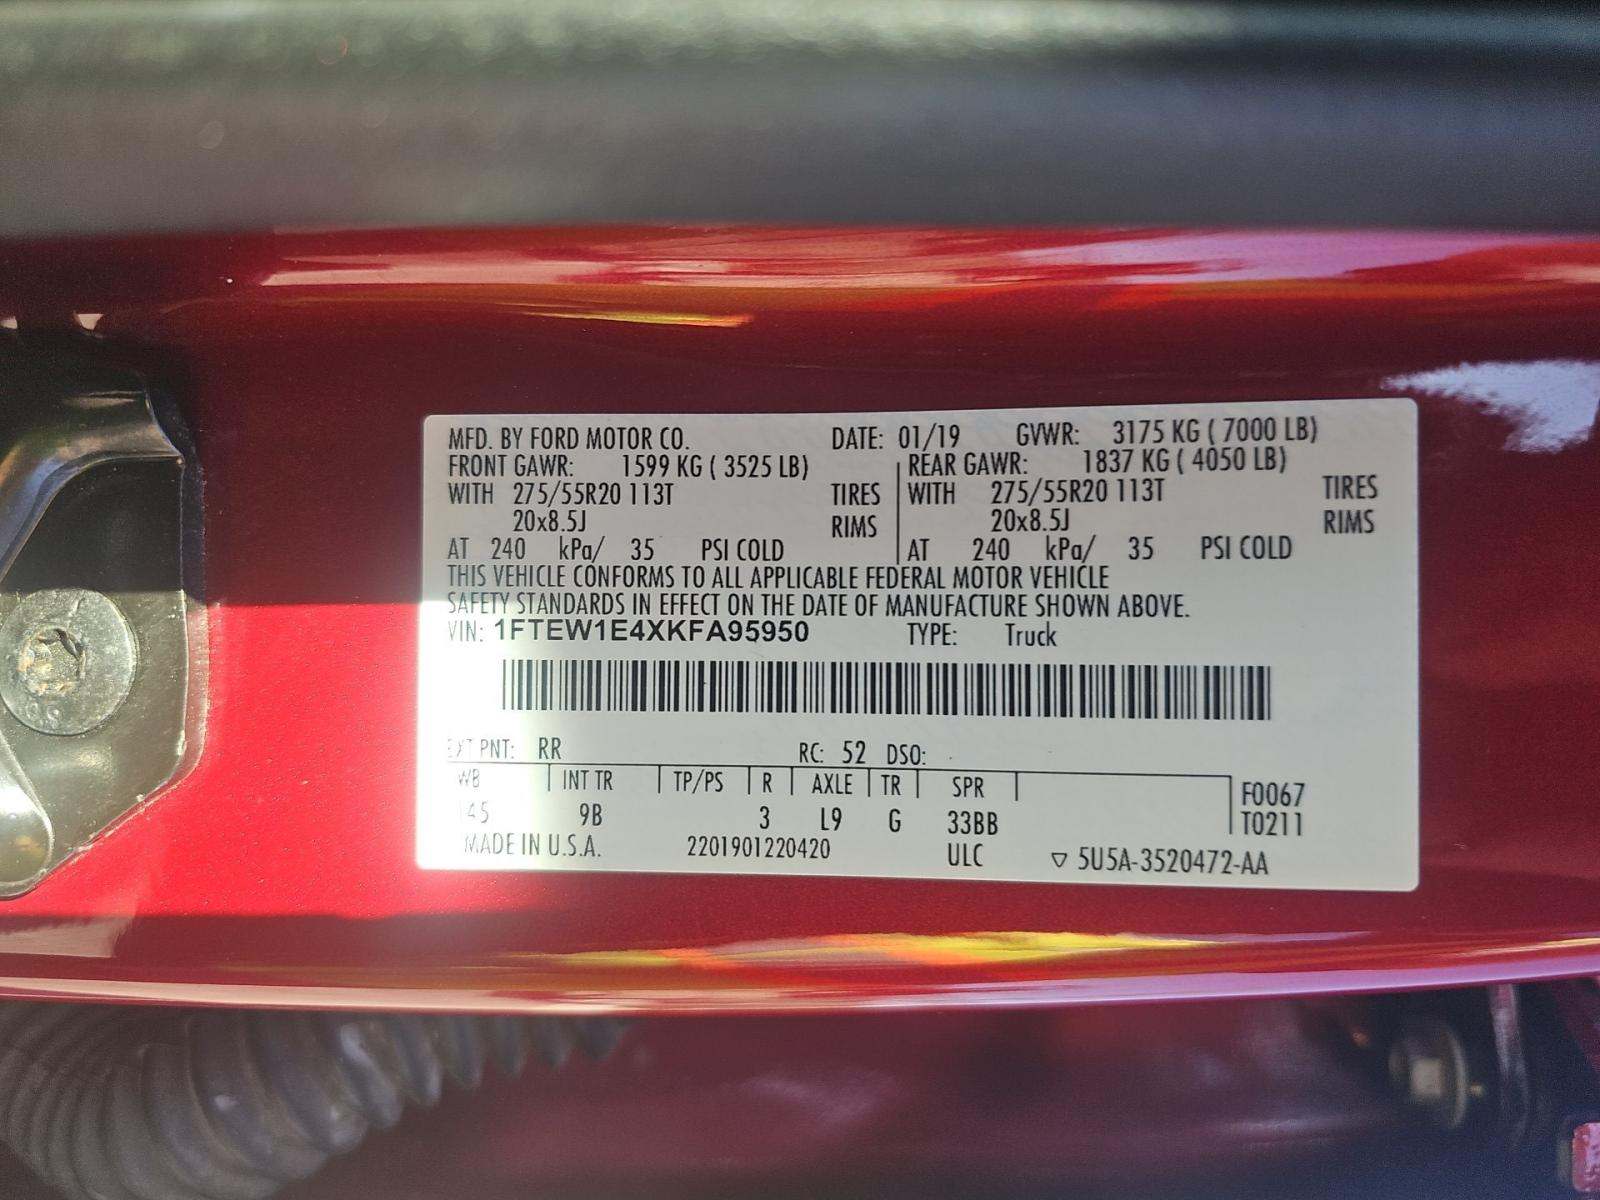 MFD. BY FORD MOTOR CO. DATE: 01/19 GVWR: 3175 KG ( 7000 LB)
FRONT GAWR: 1599 KG ( 3525 LB) REAR GAWR: 1837 KG ( 4050 LB)
WITH 275/55R20 113T TIRES WITH 275/55R20 113T TIRES
20x8.5J RIMS 20x8.5J RIMS
AT 240 kPa/ 35 PSI COLD AT 240 kPa/ 35 PSI COLD
THIS VEHICLE CONFORMS TO ALL APPLICABLE FEDERAL MOTOR VEHICLE
SAFETY STANDARDS IN EFFECT ON THE DATE OF MANUFACTURE SHOWN ABOVE.
VIN: 1FTEW1E4XKFA95950 TYPE: Truck
EXT PNT: RR RC: 52 DSO:
WB INT TR TP/PS R AXLE TR SPR F0067
145 9B 3 L9 G 33BB T0211
MADE IN U.S.A. 2201901220420 ULC ▽ 5U5A-3520472-AA